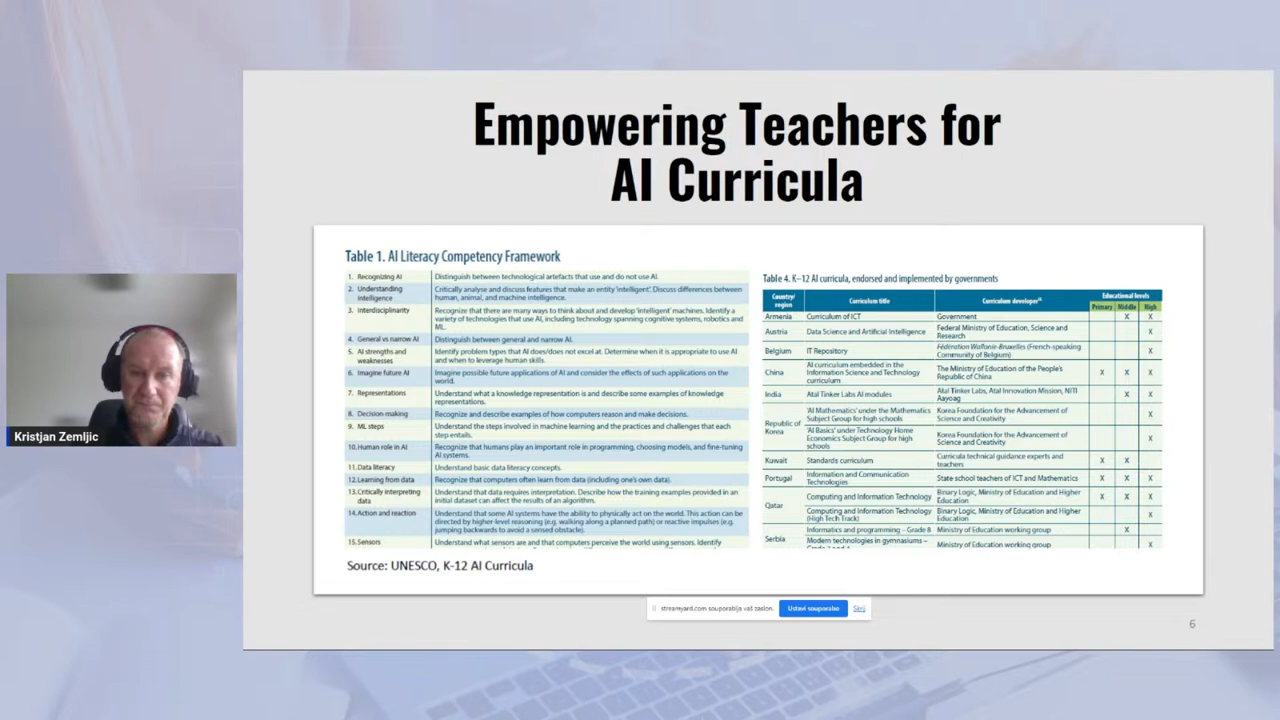 Empowering Teachers for
AI Curricula
Table 1. AI Literacy Competency Framework
1. Recognizing AI
Distinguish between technological artefacts that use and do not use AI.
2. Understanding
intelligence
Critically analyse and discuss features that make an entity 'intelligent'. Discuss differences between
human, animal, and machine intelligence.
3. Interdisciplinarity
Recognize that there are many ways to think about and develop 'intelligent' machines. Identify a
variety of technologies that use AI, including technology spanning cognitive systems, robotics and
ML.
4. General vs narrow AI
Distinguish between general and narrow AI.
5. AI strengths and
weaknesses
Identify problem types that AI does/does not excel at. Determine when it is appropriate to use AI
and when to leverage human skills.
6. Imagine future AI
Imagine possible future applications of AI and consider the effects of such applications on the
world.
7. Representations
Understand what a knowledge representation is and describe some examples of knowledge
representations.
8. Decision-making
Recognize and describe examples of how computers reason and make decisions.
9. ML steps
Understand the steps involved in machine learning and the practices and challenges that each
step entails.
10. Human role in AI
Recognize that humans play an important role in programming, choosing models, and fine-tuning
AI systems.
11. Data literacy
Understand basic data literacy concepts.
12. Learning from data
Recognize that computers often learn from data (including one's own data).
13. Critically interpreting
data
Understand that data requires interpretation. Describe how the training examples provided in an
initial dataset can affect the results of an algorithm.
14. Action and reaction
Understand that some AI systems have the ability to physically act on the world. This action can be
directed by higher-level reasoning (e.g. walking along a planned path) or reactive impulses (e.g.
jumping backwards to avoid a sensed obstacle).
15. Sensors
Understand what sensors are and that computers perceive the world using sensors. Identify
Source: UNESCO, K-12 AI Curricula
Table 4. K–12 AI curricula, endorsed and implemented by governments
Country/
region
Curriculum title
Curriculum developer
Educational levels
Primary Middle High
Armenia
Curriculum of ICT
Government
X X
Austria
Data Science and Artificial Intelligence
Federal Ministry of Education, Science and
Research
X
Belgium
IT Repository
Fédération Wallonie-Bruxelles (French-speaking
Community of Belgium)
X
China
AI curriculum embedded in the
Information Science and Technology
curriculum
The Ministry of Education of the People's
Republic of China
X X X
India
Atal Tinker Labs AI modules
Atal Tinker Labs, Atal Innovation Mission, NITI
Aayog
X X
Republic of
Korea
'AI Mathematics' under the Mathematics
Subject Group for high schools
Korea Foundation for the Advancement of
Science and Creativity
X
'AI Basics' under Technology Home
Economics Subject Group for high
schools
Korea Foundation for the Advancement of
Science and Creativity
X
Kuwait
Standards curriculum
Curricula technical guidance experts and
teachers
X X
Portugal
Information and Communication
Technologies
State school teachers of ICT and Mathematics
X X X
Qatar
Computing and Information Technology
Binary Logic, Ministry of Education and Higher
Education
X X X
Computing and Information Technology
(High Tech Track)
Binary Logic, Ministry of Education and Higher
Education
X
Serbia
Informatics and programming – Grade 8
Ministry of Education working group
X
Modern technologies in gymnasiums –
Ministry of Education working group
X
Kristjan Zemljic
streamyard.com souporablja vaš zaslon.
Ustavi souporabo
Skrij
6